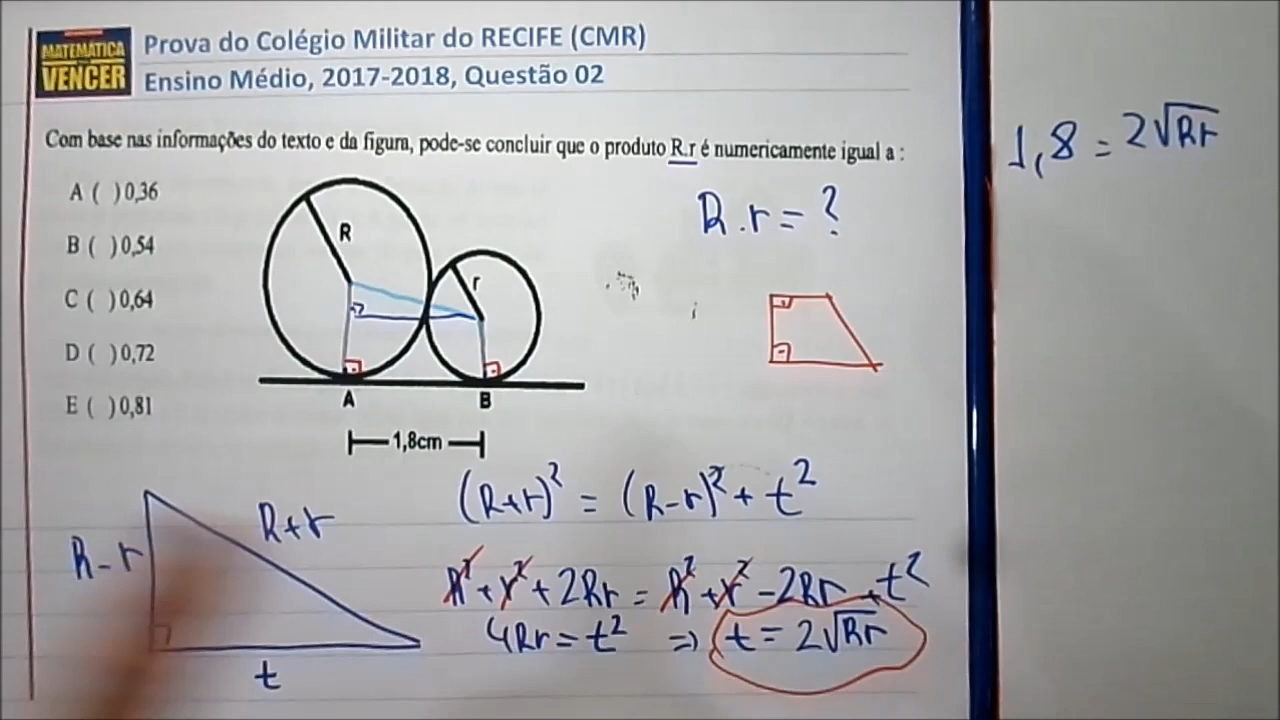 MATEMÁTICA
VENCER
Prova do Colégio Militar do RECIFE (CMR)
Ensino Médio, 2017-2018, Questão 02
Com base nas informações do texto e da figura, pode-se concluir que o produto R.r é numericamente igual a :
A ( ) 0,36
B ( ) 0,54
C ( ) 0,64
D ( ) 0,72
E ( ) 0,81
R
r
A
B
1,8cm
R.r = ?
1,8 = 2√Rr
R-r
R+r
t
(R+r)² = (R-r)² + t²
R² + r² + 2Rr = R² + r² - 2Rr + t²
4Rr = t² ⇒ t = 2√Rr